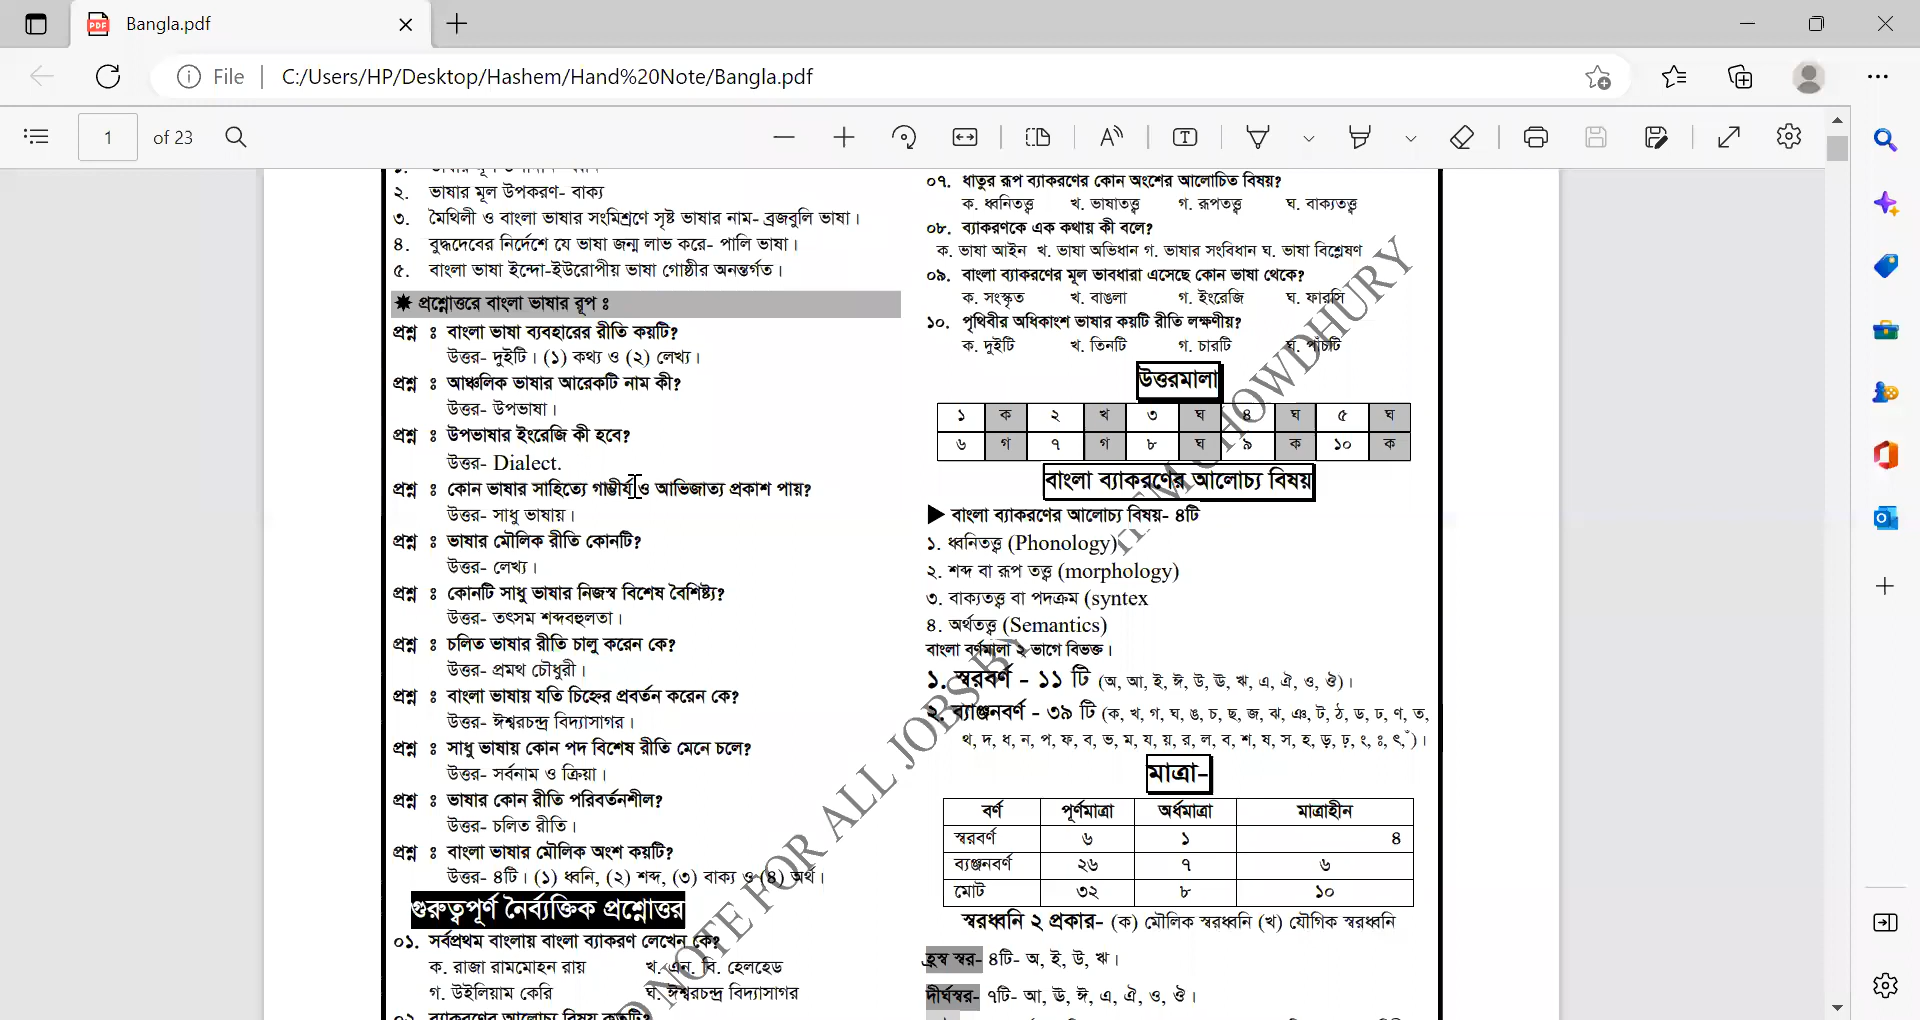 Bangla.pdf
File
C:/Users/HP/Desktop/Hashem/Hand%20Note/Bangla.pdf
1 of 23
২. ভাষার মূল উপকরণ- বাক্য
৩. মৈথিলী ও বাংলা ভাষার সংমিশ্রণে সৃষ্ট ভাষার নাম- ব্রজবুলি ভাষা।
৪. বুদ্ধদেবের নির্দেশে যে ভাষা জন্ম লাভ করে- পালি ভাষা।
৫. বাংলা ভাষা ইন্দো-ইউরোপীয় ভাষা গোষ্ঠীর অনন্তর্গত।
প্রশ্নোত্তরে বাংলা ভাষার রূপ ঃ
প্রশ্ন ঃ বাংলা ভাষা ব্যবহারের রীতি কয়টি?
উত্তর- দুইটি। (১) কথ্য ও (২) লেখ্য।
প্রশ্ন ঃ আঞ্চলিক ভাষার আরেকটি নাম কী?
উত্তর- উপভাষা।
প্রশ্ন ঃ উপভাষার ইংরেজি কী হবে?
উত্তর- Dialect.
প্রশ্ন ঃ কোন ভাষার সাহিত্যে গাম্ভীর্য ও আভিজাত্য প্রকাশ পায়?
উত্তর- সাধু ভাষায়।
প্রশ্ন ঃ ভাষার মৌলিক রীতি কোনটি?
উত্তর- লেখ্য।
প্রশ্ন ঃ কোনটি সাধু ভাষার নিজস্ব বিশেষ বৈশিষ্ট্য?
উত্তর- তৎসম শব্দবহুলতা।
প্রশ্ন ঃ চলিত ভাষার রীতি চালু করেন কে?
উত্তর- প্রমথ চৌধুরী।
প্রশ্ন ঃ বাংলা ভাষায় যতি চিহ্নের প্রবর্তন করেন কে?
উত্তর- ঈশ্বরচন্দ্র বিদ্যাসাগর।
প্রশ্ন ঃ সাধু ভাষায় কোন পদ বিশেষ রীতি মেনে চলে?
উত্তর- সর্বনাম ও ক্রিয়া।
প্রশ্ন ঃ ভাষার কোন রীতি পরিবর্তনশীল?
উত্তর- চলিত রীতি।
প্রশ্ন ঃ বাংলা ভাষার মৌলিক অংশ কয়টি?
উত্তর- ৪টি। (১) ধ্বনি, (২) শব্দ, (৩) বাক্য ও (৪) অর্থ।
গুরুত্বপূর্ণ নৈর্ব্যক্তিক প্রশ্নোত্তর
০১. সর্বপ্রথম বাংলায় বাংলা ব্যাকরণ লেখেন কে?
ক. রাজা রামমোহন রায় খ. এন. বি. হেলহেড
গ. উইলিয়াম কেরি ঘ. ঈশ্বরচন্দ্র বিদ্যাসাগর
০২. ব্যাকরণের আলোচ্য বিষয় কতটি?
০৭. ধাতুর রূপ ব্যাকরণের কোন অংশের আলোচিত বিষয়?
ক. ধ্বনিতত্ত্ব খ. ভাষাতত্ত্ব গ. রূপতত্ত্ব ঘ. বাক্যতত্ত্ব
০৮. ব্যাকরণকে এক কথায় কী বলে?
ক. ভাষা আইন খ. ভাষা অভিধান গ. ভাষার সংবিধান ঘ. ভাষা বিশ্লেষণ
০৯. বাংলা ব্যাকরণের মূল ভাবধারা এসেছে কোন ভাষা থেকে?
ক. সংস্কৃত খ. বাঙলা গ. ইংরেজি ঘ. ফারসি
১০. পৃথিবীর অধিকাংশ ভাষার কয়টি রীতি লক্ষণীয়?
ক. দুইটি খ. তিনটি গ. চারটি ঘ. পাঁচটি
উত্তরমালা
১ ক ২ খ ৩ ঘ ৪ ঘ ৫ ঘ
৬ গ ৭ গ ৮ ঘ ৯ ক ১০ ক
বাংলা ব্যাকরণের আলোচ্য বিষয়
▶ বাংলা ব্যাকরণের আলোচ্য বিষয়- ৪টি
১. ধ্বনিতত্ত্ব (Phonology)
২. শব্দ বা রূপ তত্ত্ব (morphology)
৩. বাক্যতত্ত্ব বা পদক্রম (syntex
৪. অর্থতত্ত্ব (Semantics)
বাংলা বর্ণমালা ২ ভাগে বিভক্ত।
১. স্বরবর্ণ - ১১ টি (অ, আ, ই, ঈ, উ, ঊ, ঋ, এ, ঐ, ও, ঔ)।
২. ব্যাঞ্জনবর্ণ - ৩৯ টি (ক, খ, গ, ঘ, ঙ, চ, ছ, জ, ঝ, ঞ, ট, ঠ, ড, ঢ, ণ, ত,
থ, দ, ধ, ন, প, ফ, ব, ভ, ম, য, য়, র, ল, ব, শ, ষ, স, হ, ড়, ঢ়, ং, ঃ, ৎ, ঁ)।
মাত্রা-
বর্ণ পূর্ণমাত্রা অর্ধমাত্রা মাত্রাহীন
স্বরবর্ণ ৬ ১ ৪
ব্যঞ্জনবর্ণ ২৬ ৭ ৬
মোট ৩২ ৮ ১০
স্বরধ্বনি ২ প্রকার- (ক) মৌলিক স্বরধ্বনি (খ) যৌগিক স্বরধ্বনি
হ্রস্ব স্বর- ৪টি- অ, ই, উ, ঋ।
দীর্ঘস্বর- ৭টি- আ, ঊ, ঈ, এ, ঐ, ও, ঔ।
NOTE FOR ALL JOBS BY
CHOWDHURY